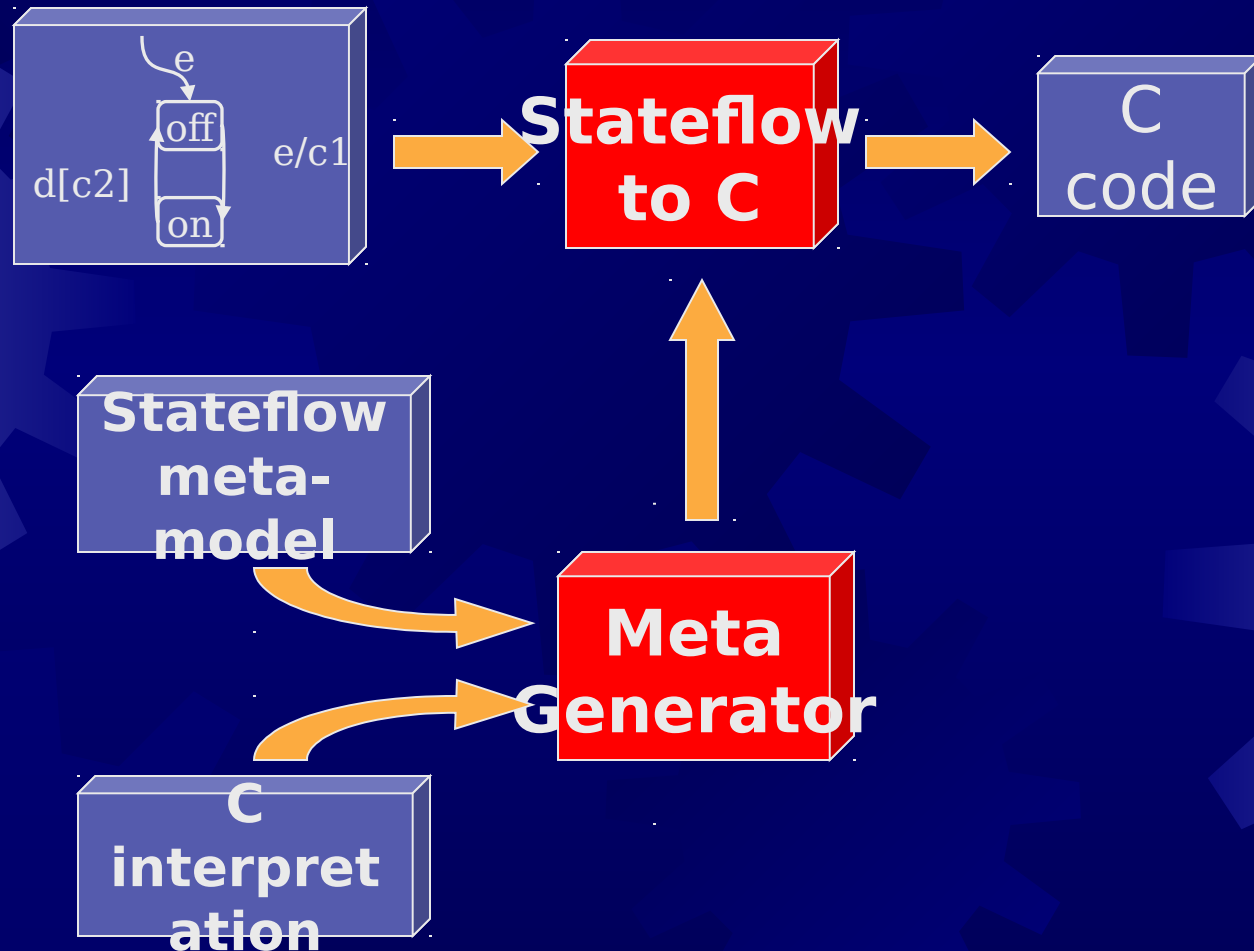 e
off
e/c1
d[c2]
on
Stateflow
to C
C
code
Stateflow
meta-
model
Meta
Generator
C
interpret
ation